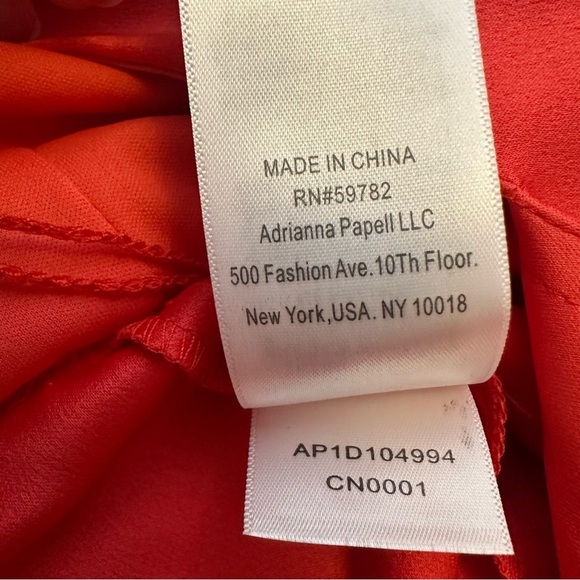 MADE IN CHINA
RN#59782
Adrianna Papell LLC
500 Fashion Ave.10Th Floor.
New York,USA. NY 10018
AP1D104994
CN0001